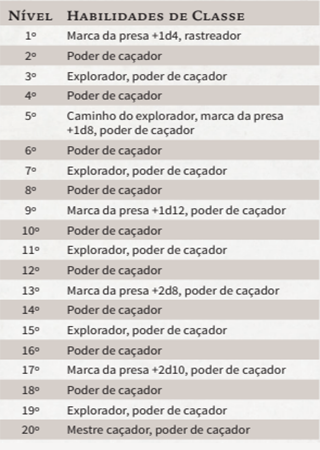 Nível Habilidades de Classe
1º Marca da presa +1d4, rastreador
2º Poder de caçador
3º Explorador, poder de caçador
4º Poder de caçador
5º Caminho do explorador, marca da presa
+1d8, poder de caçador
6º Poder de caçador
7º Explorador, poder de caçador
8º Poder de caçador
9º Marca da presa +1d12, poder de caçador
10º Poder de caçador
11º Explorador, poder de caçador
12º Poder de caçador
13º Marca da presa +2d8, poder de caçador
14º Poder de caçador
15º Explorador, poder de caçador
16º Poder de caçador
17º Marca da presa +2d10, poder de caçador
18º Poder de caçador
19º Explorador, poder de caçador
20º Mestre caçador, poder de caçador